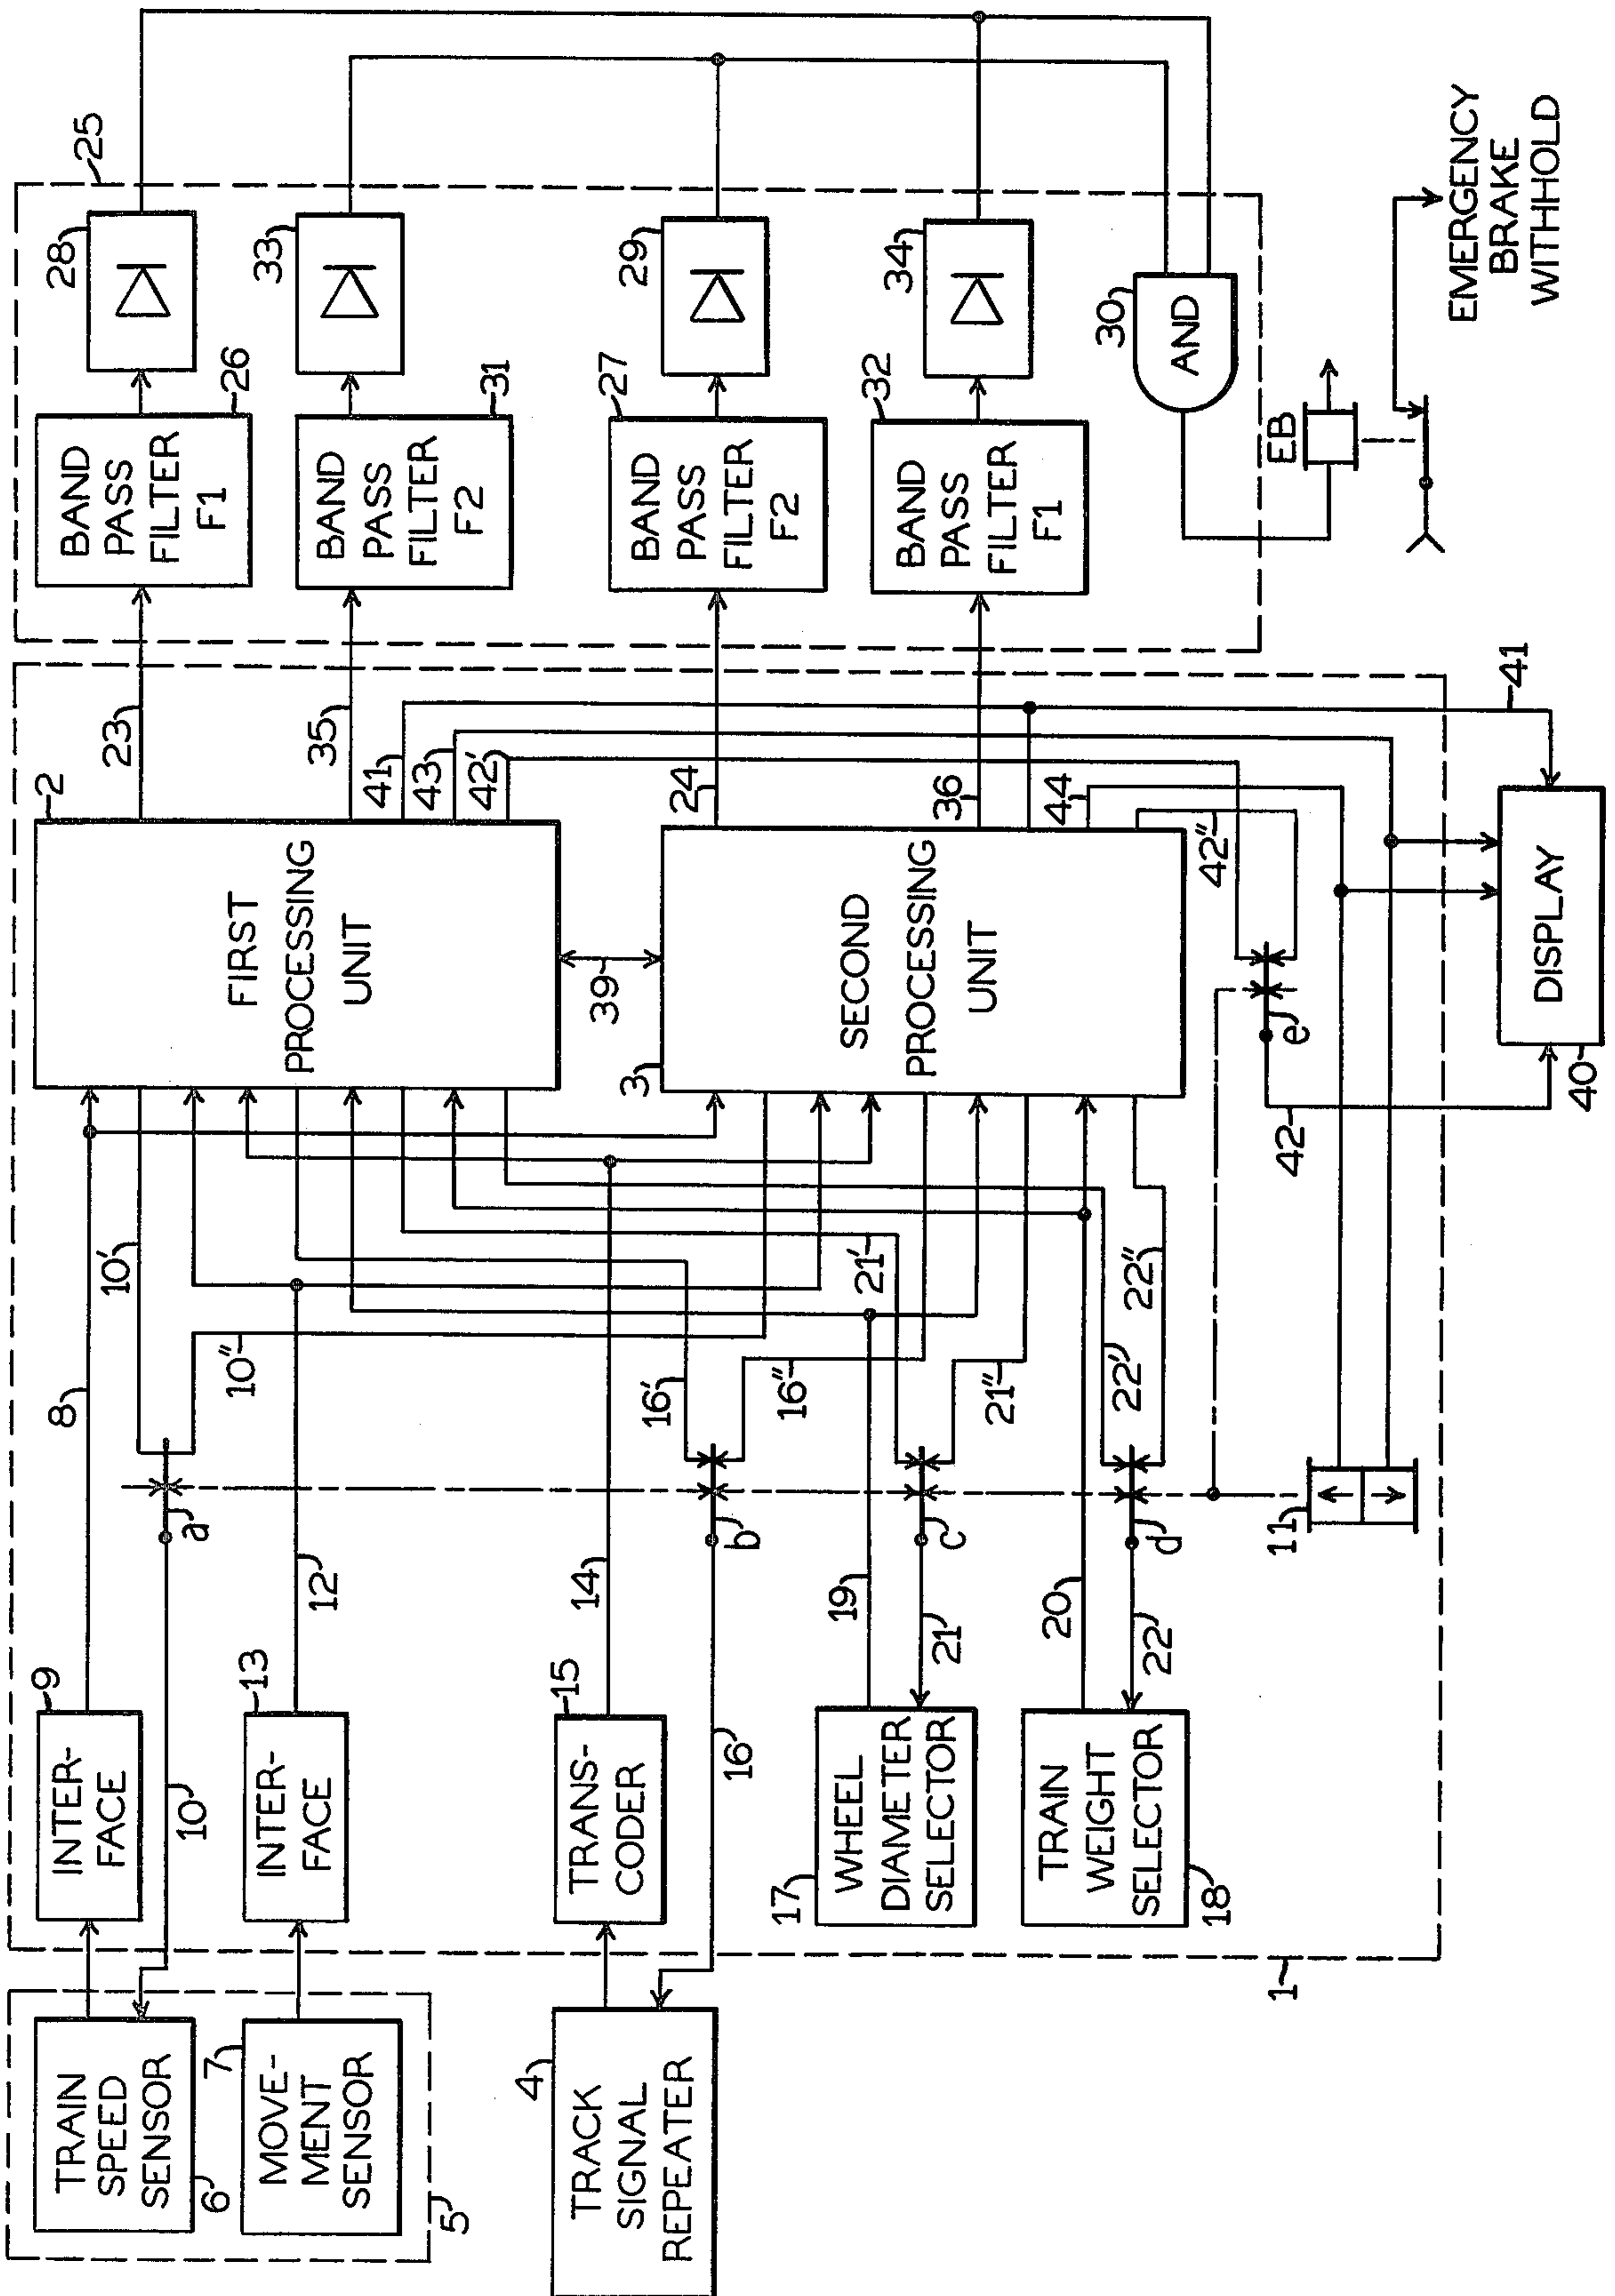 TRAIN
SPEED
SENSOR
6
MOVE-
MENT
SENSOR
7
5
TRACK
SIGNAL
REPEATER
4
INTER-
FACE
9
INTER-
FACE
13
TRANS-
CODER
15
WHEEL
DIAMETER
SELECTOR
17
TRAIN
WEIGHT
SELECTOR
18
1
8
10
10'
10"
a
12
14
16
16'
16"
b
19
21
21'
21"
c
20
22
22'
22"
d
11
FIRST
PROCESSING
UNIT
2
39
SECOND
PROCESSING
UNIT
3
23
35
41
43
42'
24
36
44
42"
e
42
41
DISPLAY
40
25
BAND
PASS
FILTER
F1
26
28
BAND
PASS
FILTER
F2
31
33
BAND
PASS
FILTER
F2
27
29
BAND
PASS
FILTER
F1
32
34
AND
30
EB
EMERGENCY
BRAKE
WITHHOLD